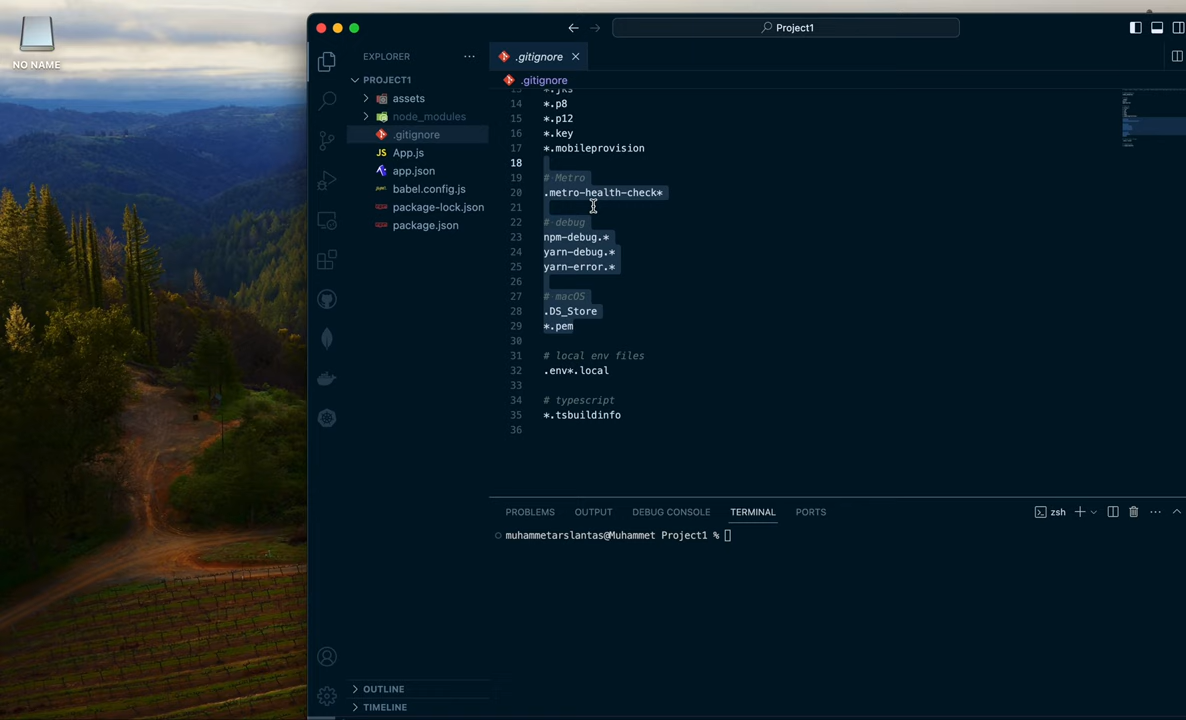 NO NAME
Project1
EXPLORER
.gitignore
PROJECT1
assets
node_modules
.gitignore
App.js
app.json
babel.config.js
package-lock.json
package.json
.gitignore
13 *.jks
14 *.p8
15 *.p12
16 *.key
17 *.mobileprovision
18
19 # Metro
20 .metro-health-check*
21
22 # debug
23 npm-debug.*
24 yarn-debug.*
25 yarn-error.*
26
27 # macOS
28 .DS_Store
29 *.pem
30
31 # local env files
32 .env*.local
33
34 # typescript
35 *.tsbuildinfo
36
PROBLEMS OUTPUT DEBUG CONSOLE TERMINAL PORTS zsh
muhammetarslantas@Muhammet Project1 %
OUTLINE
TIMELINE